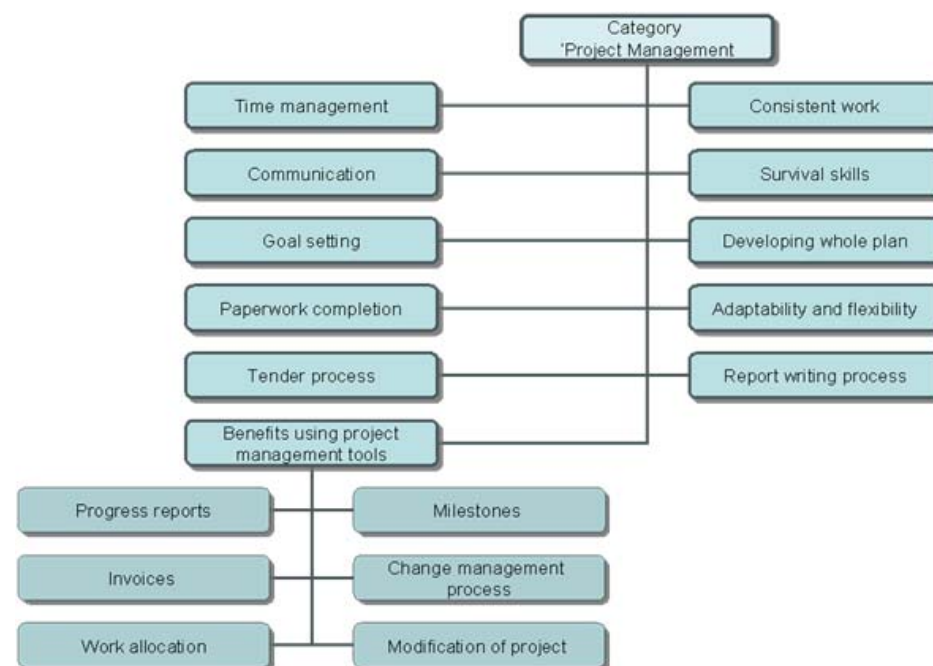 Category
'Project Management
Time management
Consistent work
Communication
Survival skills
Goal setting
Developing whole plan
Paperwork completion
Adaptability and flexibility
Tender process
Report writing process
Benefits using project
management tools
Progress reports
Milestones
Invoices
Change management
process
Work allocation
Modification of project